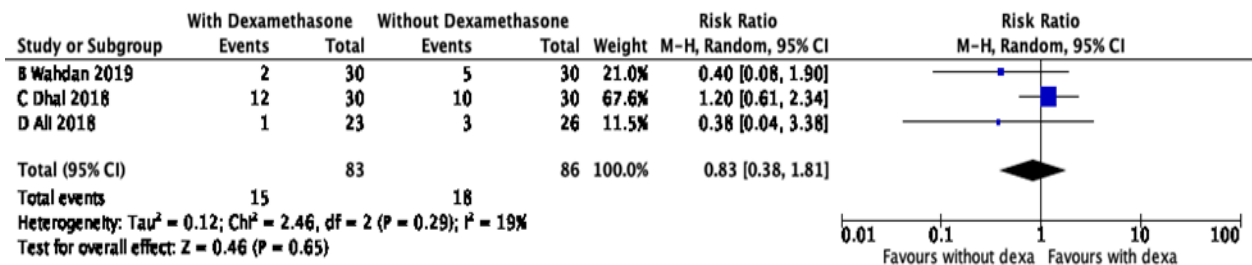 With Dexamethasone Without Dexamethasone Risk Ratio Risk Ratio
Study or Subgroup Events Total Events Total Weight M-H, Random, 95% CI M-H, Random, 95% CI
B Wahdan 2019 2 30 5 30 21.0% 0.40 [0.08, 1.90]
C Dhal 2018 12 30 10 30 67.6% 1.20 [0.61, 2.34]
D Ali 2018 1 23 3 26 11.5% 0.38 [0.04, 3.38]
Total (95% CI) 83 86 100.0% 0.83 [0.38, 1.81]
Total events 15 18
Heterogeneity: Tau² = 0.12; Chi² = 2.46, df = 2 (P = 0.29); I² = 19%
Test for overall effect: Z = 0.46 (P = 0.65)
0.01 0.1 1 10 100
Favours without dexa Favours with dexa